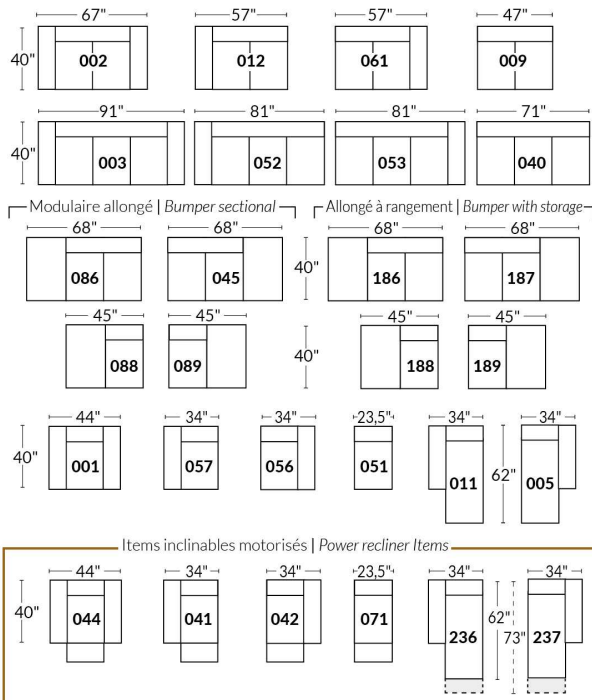 67" 57" 57" 47"
40" 002 012 061 009
91" 81" 81" 71"
40" 003 052 053 040
Modulaire allongé | Bumper sectional Allongé à rangement | Bumper with storage
68" 68" 68" 68"
086 045 40" 186 187
45" 45" 45" 45"
088 089 40" 188 189
44" 34" 34" 23,5" 34" 34"
40" 001 057 056 051 011 62" 005
Items inclinables motorisés | Power recliner Items
44" 34" 34" 23,5" 34" 34"
40" 044 041 042 071 236 62" 73" 237